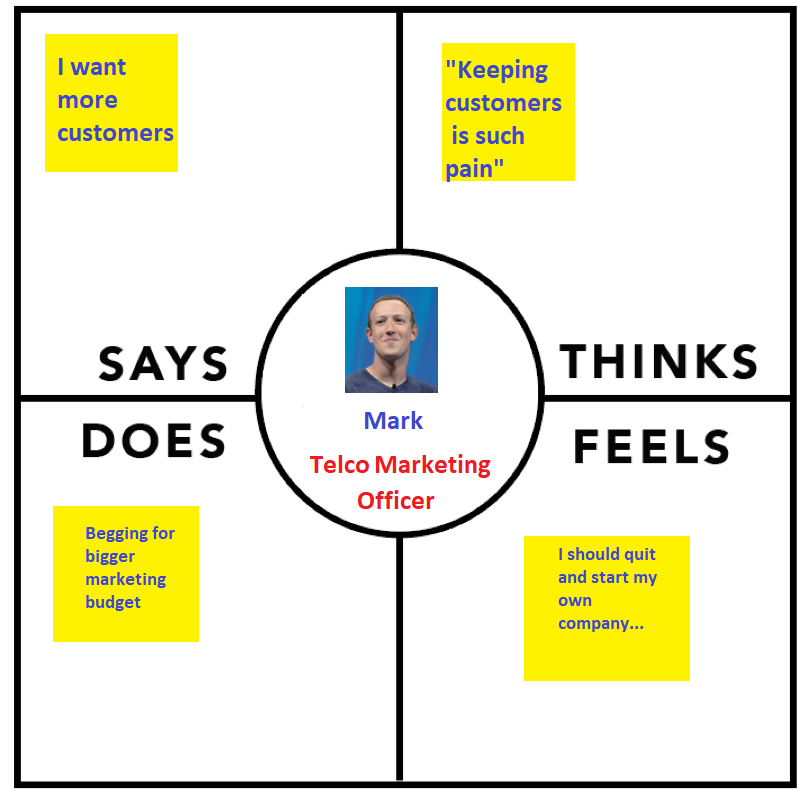 I want
more
customers
"Keeping
customers
is such
pain"
SAYS
THINKS
Mark
Telco Marketing
Officer
DOES
FEELS
Begging for
bigger
marketing
budget
I should quit
and start my
own
company...